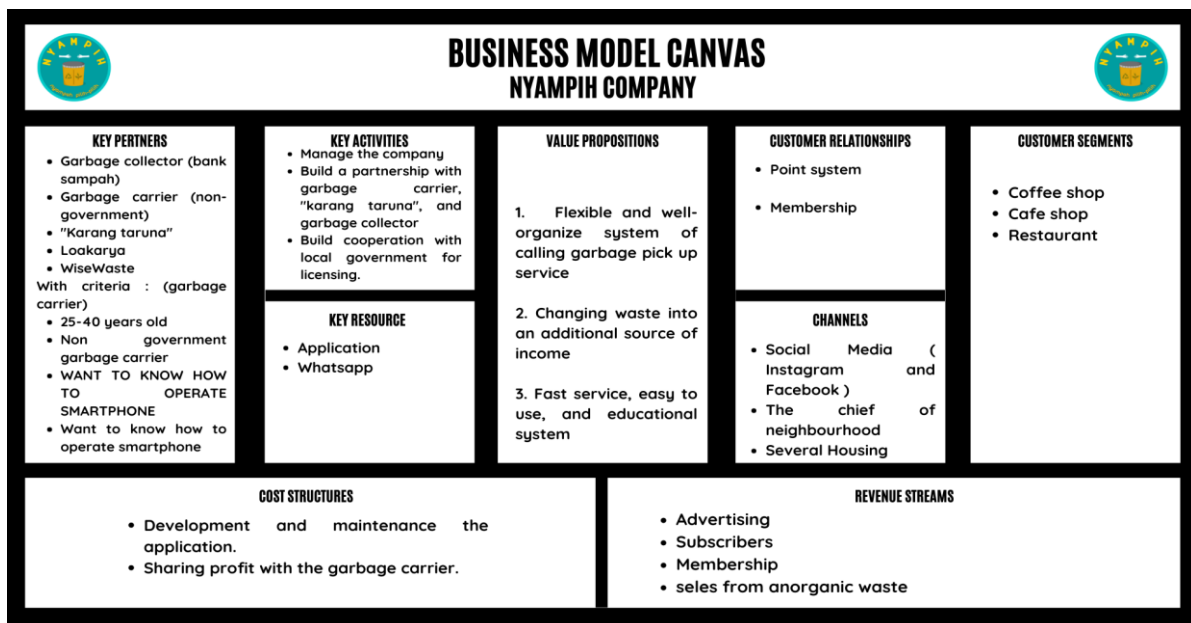 NYAMPIH
BUSINESS MODEL CANVAS
NYAMPIH COMPANY
NYAMPIH
KEY PERTNERS
• Garbage collector (bank
sampah)
• Garbage carrier (non-
government)
• "Karang taruna"
• Loakarya
• WiseWaste
With criteria : (garbage
carrier)
• 25-40 years old
• Non government
garbage carrier
• WANT TO KNOW HOW
TO OPERATE
SMARTPHONE
• Want to know how to
operate smartphone
KEY ACTIVITIES
• Manage the company
• Build a partnership with
garbage carrier,
"karang taruna", and
garbage collector
• Build cooperation with
local government for
licensing.
KEY RESOURCE
• Application
• Whatsapp
VALUE PROPOSITIONS
1. Flexible and well-
organize system of
calling garbage pick up
service
2. Changing waste into
an additional source of
income
3. Fast service, easy to
use, and educational
system
CUSTOMER RELATIONSHIPS
• Point system
• Membership
CHANNELS
• Social Media (
Instagram and
Facebook )
• The chief of
neighbourhood
• Several Housing
CUSTOMER SEGMENTS
• Coffee shop
• Cafe shop
• Restaurant
COST STRUCTURES
• Development and maintenance the
application.
• Sharing profit with the garbage carrier.
REVENUE STREAMS
• Advertising
• Subscribers
• Membership
• seles from anorganic waste